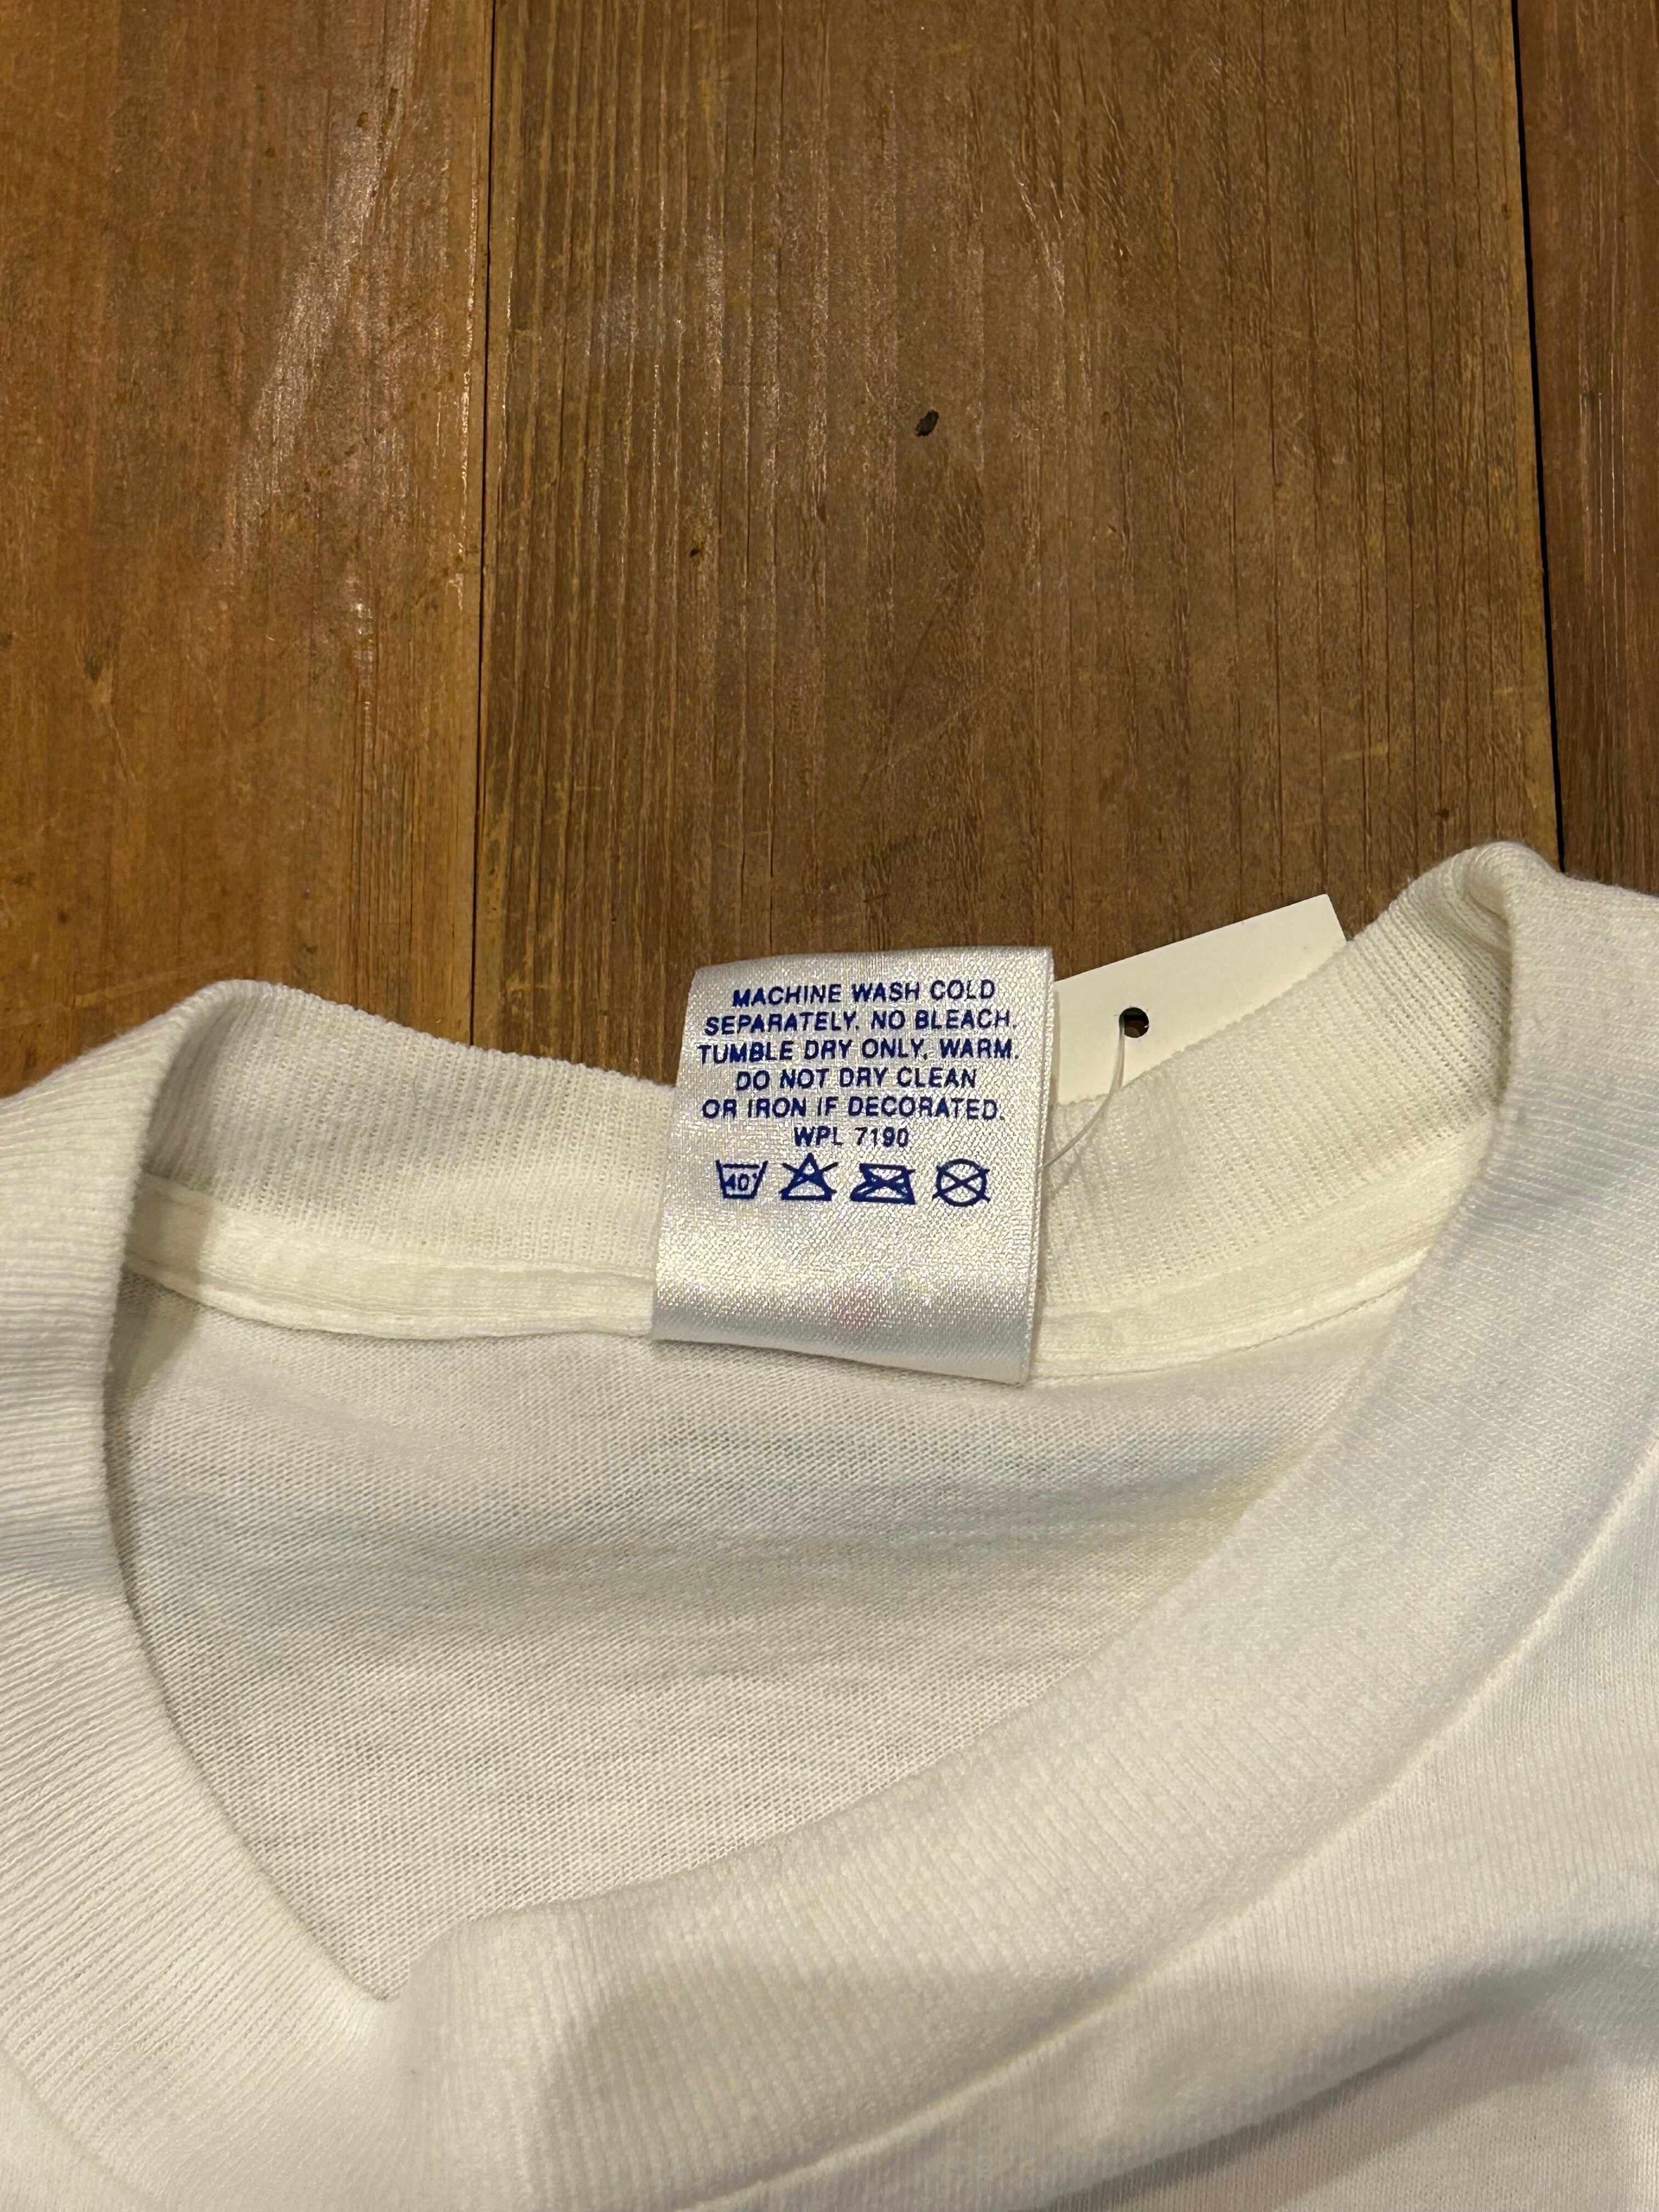 MACHINE WASH COLD
SEPARATELY. NO BLEACH.
TUMBLE DRY ONLY, WARM.
DO NOT DRY CLEAN
OR IRON IF DECORATED.
WPL 7190
40°